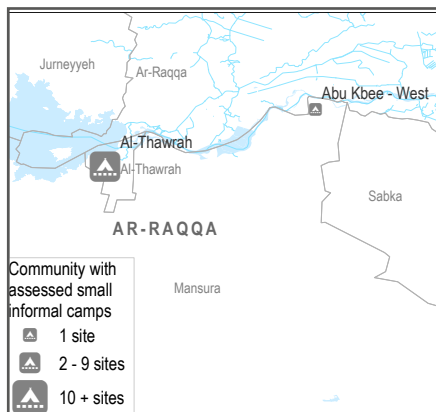 Jurneyyeh
Ar-Raqqa
Abu Kbee - West
Al-Thawrah
Al-Thawrah
Sabka
AR-RAQQA
Mansura
Community with
assessed small
informal camps
1 site
2 - 9 sites
10 + sites